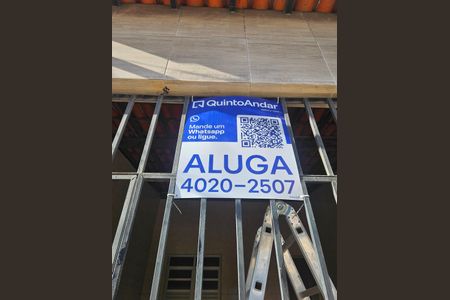 QuintoAndar
Mande um
Whatsapp
ou ligue.
ALUGA
4020-2507